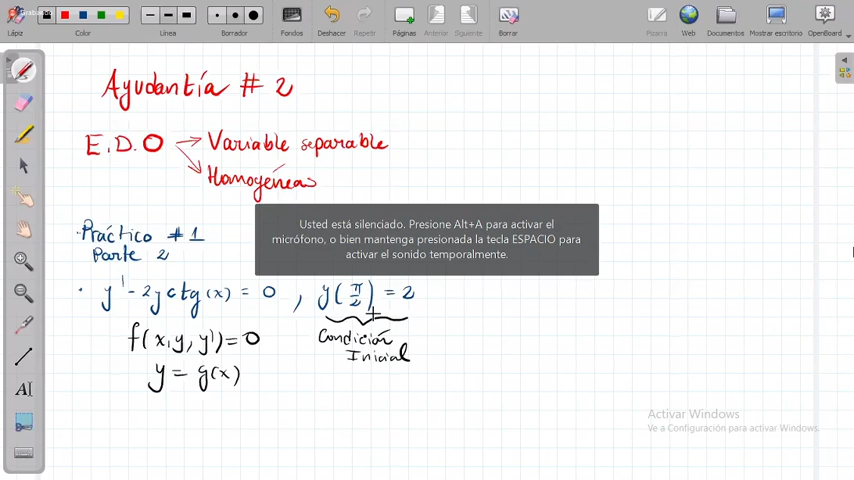 Lápiz
Color
Línea
Borrador
Fondos
Deshacer
Repetir
Páginas
Anterior
Siguiente
Borrar
Pizarra
Web
Documentos
Mostrar escritorio
OpenBoard
Ayudantía # 2
E.D.O → Variable separable
→ Homogéneas
Usted está silenciado. Presione Alt+A para activar el
micrófono, o bien mantenga presionada la tecla ESPACIO para
activar el sonido temporalmente.
Práctico # 1
Parte 2
· y' - 2y ctg(x) = 0 , y(π/2) = 2
f(x, y, y') = 0
Condición
Inicial
y = g(x)
Activar Windows
Ve a Configuración para activar Windows.